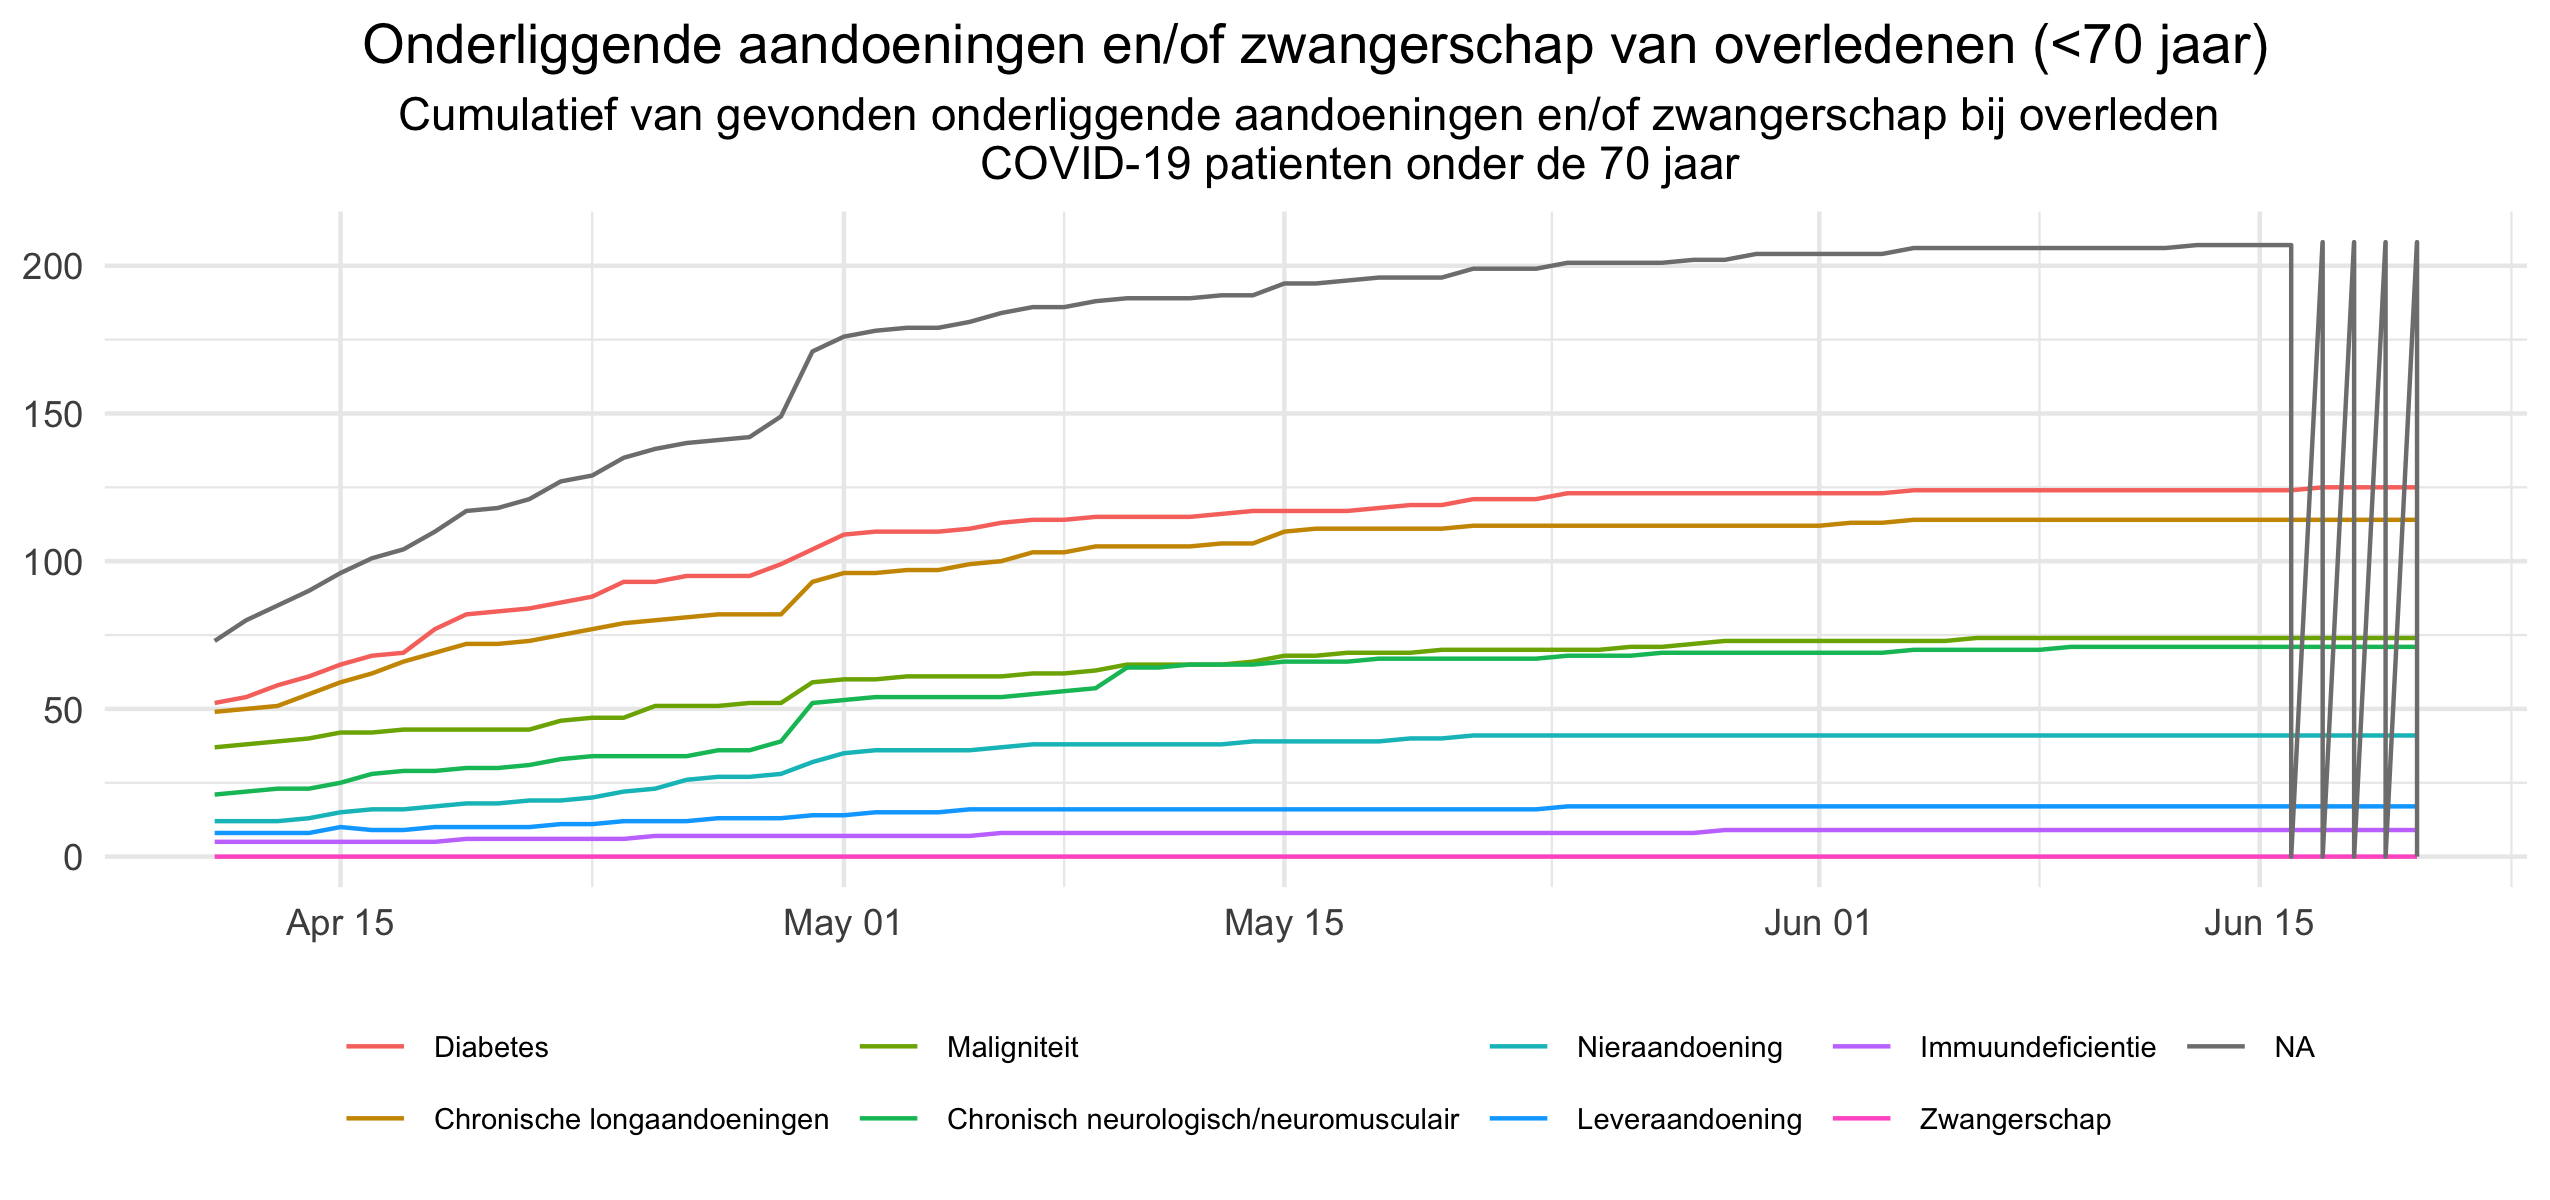 Onderliggende aandoeningen en/of zwangerschap van overledenen (<70 jaar)
Cumulatief van gevonden onderliggende aandoeningen en/of zwangerschap bij overleden
COVID-19 patienten onder de 70 jaar
200
150
100
50
0
Apr 15 May 01 May 15 Jun 01 Jun 15
Diabetes Maligniteit Nieraandoening Immuundeficientie NA
Chronische longaandoeningen Chronisch neurologisch/neuromusculair Leveraandoening Zwangerschap